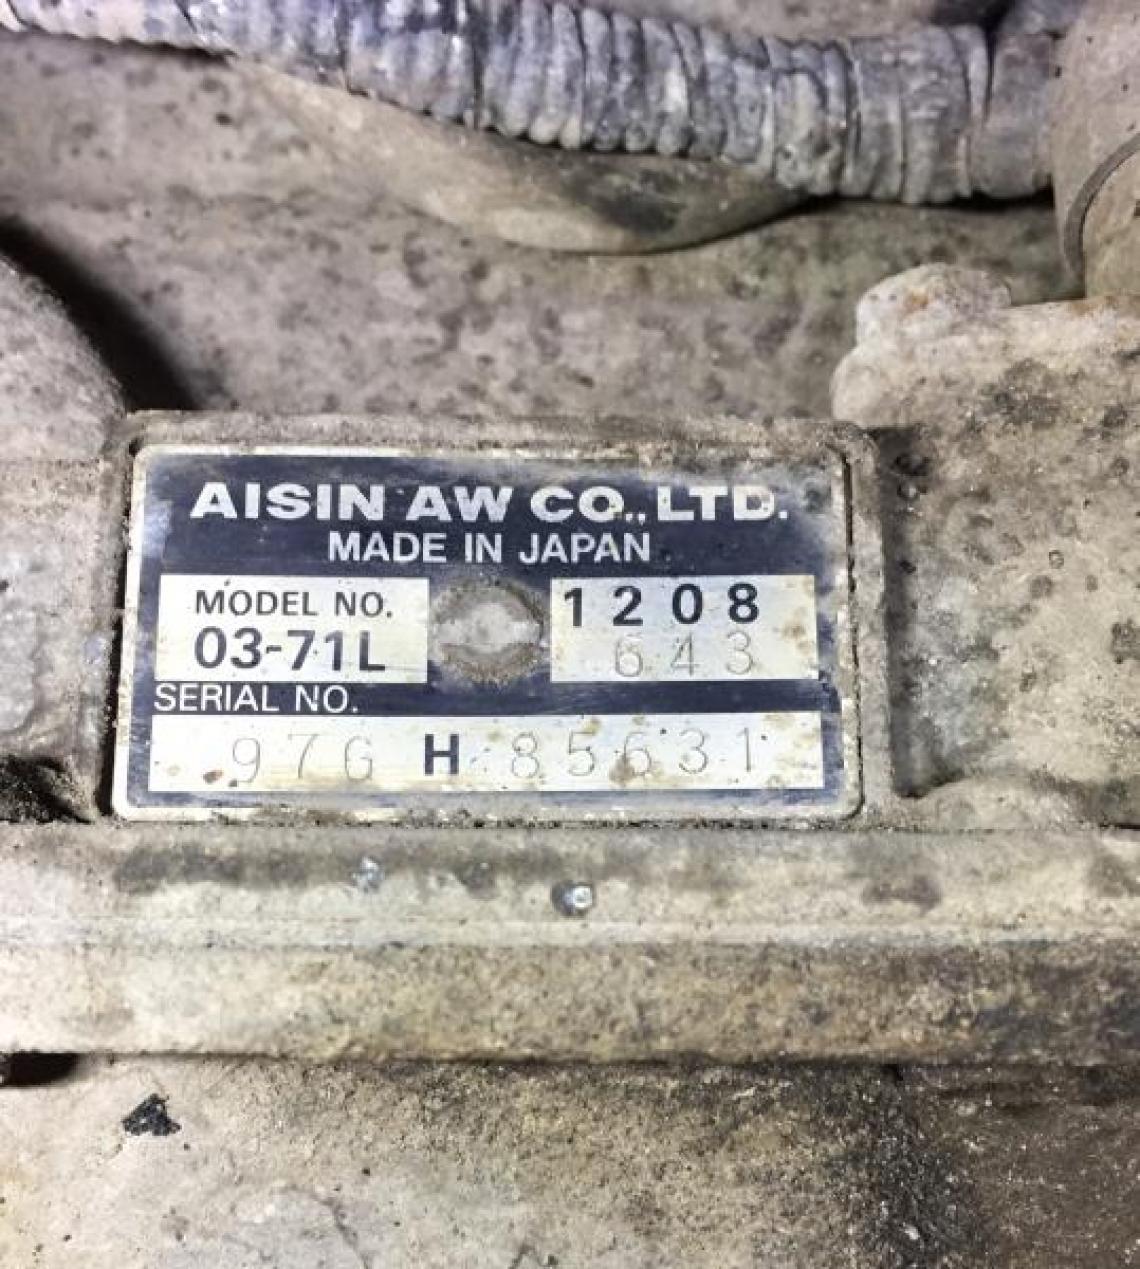 AISIN AW CO., LTD.
MADE IN JAPAN
MODEL NO.
03-71L
1208
643
SERIAL NO.
97G H 85631